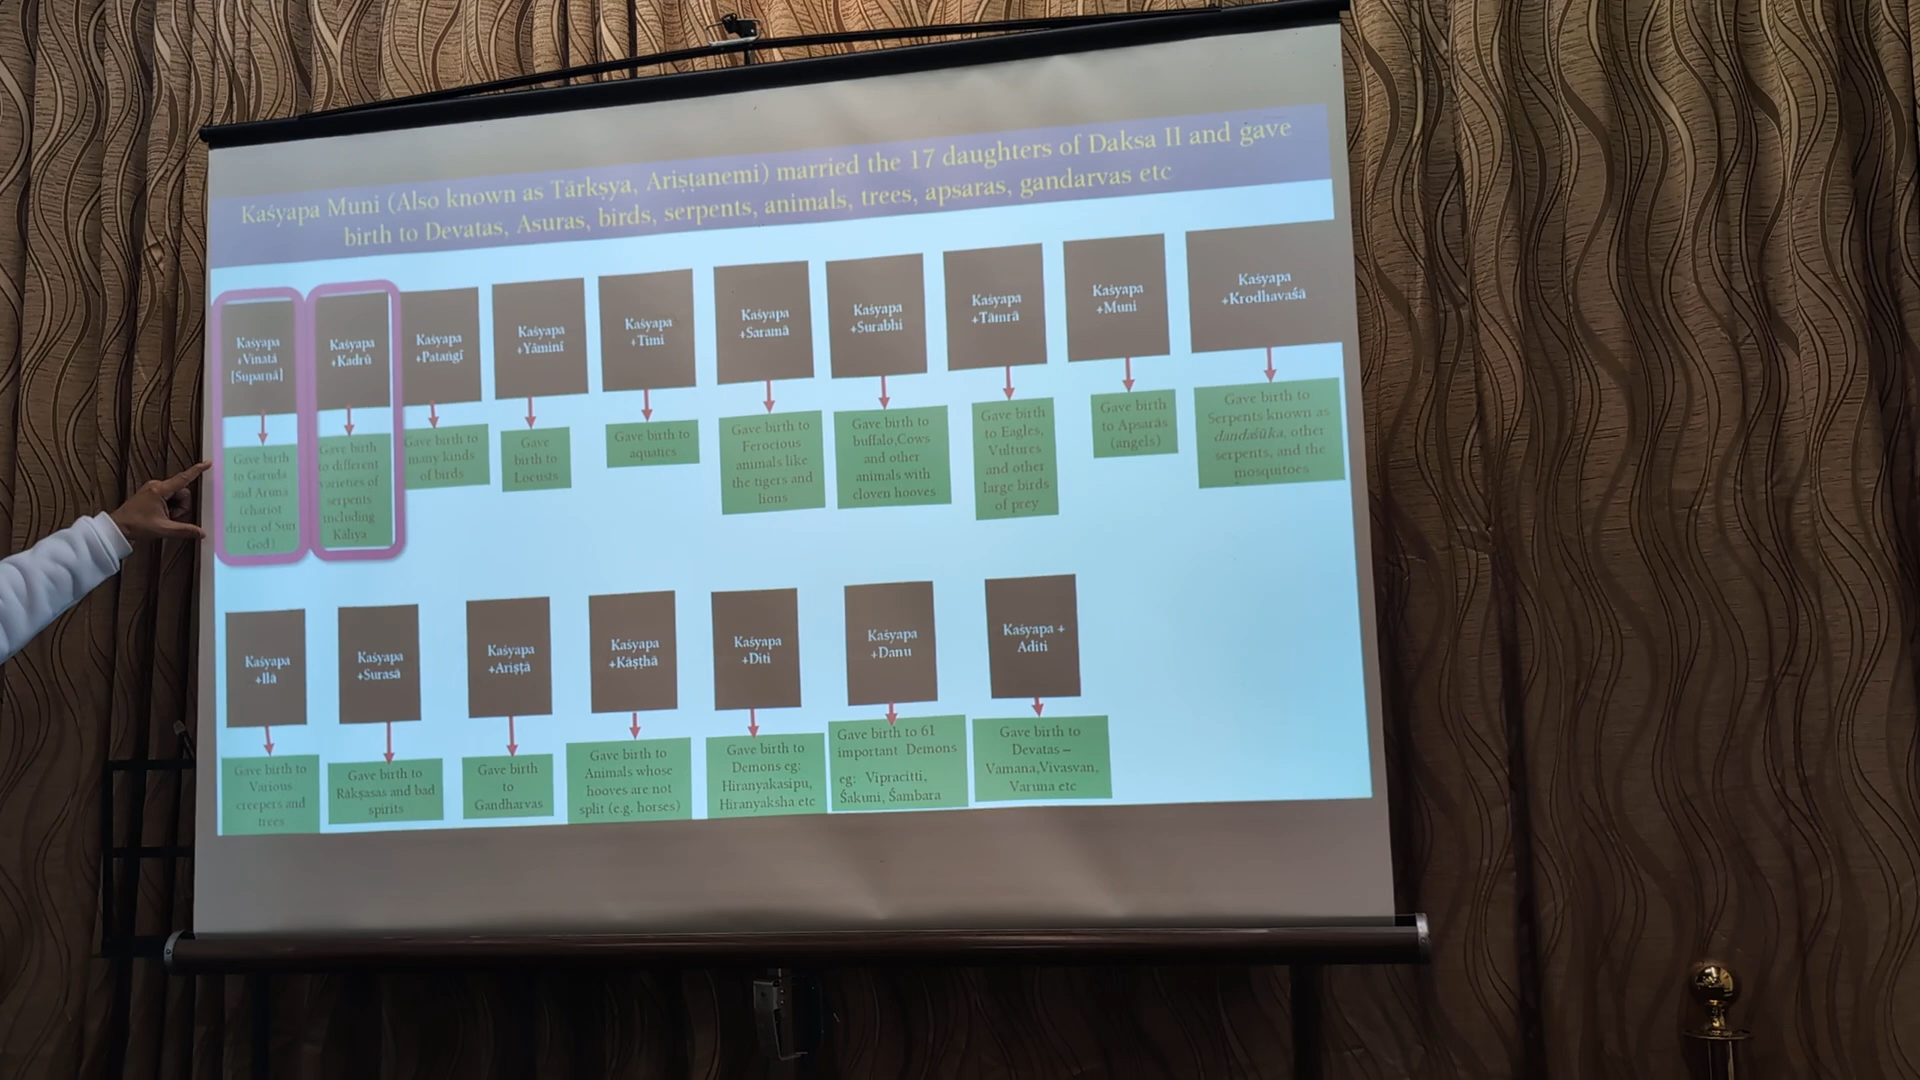 Kaśyapa Muni (Also known as Tārkṣya, Ariṣṭanemi) married the 17 daughters of Daksa II and gave
birth to Devatas, Asuras, birds, serpents, animals, trees, apsaras, gandarvas etc
Kaśyapa
+Vinatā
[Suparṇā]
Gave birth
to Garuda
and Aruna
(chariot
driver of Sun
God)
Kaśyapa
+Kadrū
Gave birth
to different
varieties of
serpents
including
Kāliya
Kaśyapa
+Pataṅgī
Gave birth to
many kinds
of birds
Kaśyapa
+Yāminī
Gave
birth to
Locusts
Kaśyapa
+Timi
Gave birth to
aquatics
Kaśyapa
+Saramā
Gave birth to
Ferocious
animals like
the tigers and
lions
Kaśyapa
+Surabhi
Gave birth to
buffalo,Cows
and other
animals with
cloven hooves
Kaśyapa
+Tāmrā
Gave birth
to Eagles,
Vultures
and other
large birds
of prey
Kaśyapa
+Muni
Gave birth
to Apsarās
(angels)
Kaśyapa
+Krodhavaśā
Gave birth to
Serpents known as
dandaśūka, other
serpents, and the
mosquitoes
Kaśyapa
+Ilā
Gave birth to
Various
creepers and
trees
Kaśyapa
+Surasā
Gave birth to
Rākṣasas and bad
spirits
Kaśyapa
+Ariṣṭā
Gave birth
to
Gandharvas
Kaśyapa
+Kāṣṭhā
Gave birth to
Animals whose
hooves are not
split (e.g. horses)
Kaśyapa
+Diti
Gave birth to
Demons eg:
Hiranyakasipu,
Hiranyaksha etc
Kaśyapa
+Danu
Gave birth to 61
important Demons
eg: Vipracitti,
Śakuni, Śambara
Kaśyapa +
Aditi
Gave birth to
Devatas –
Vamana,Vivasvan,
Varuna etc